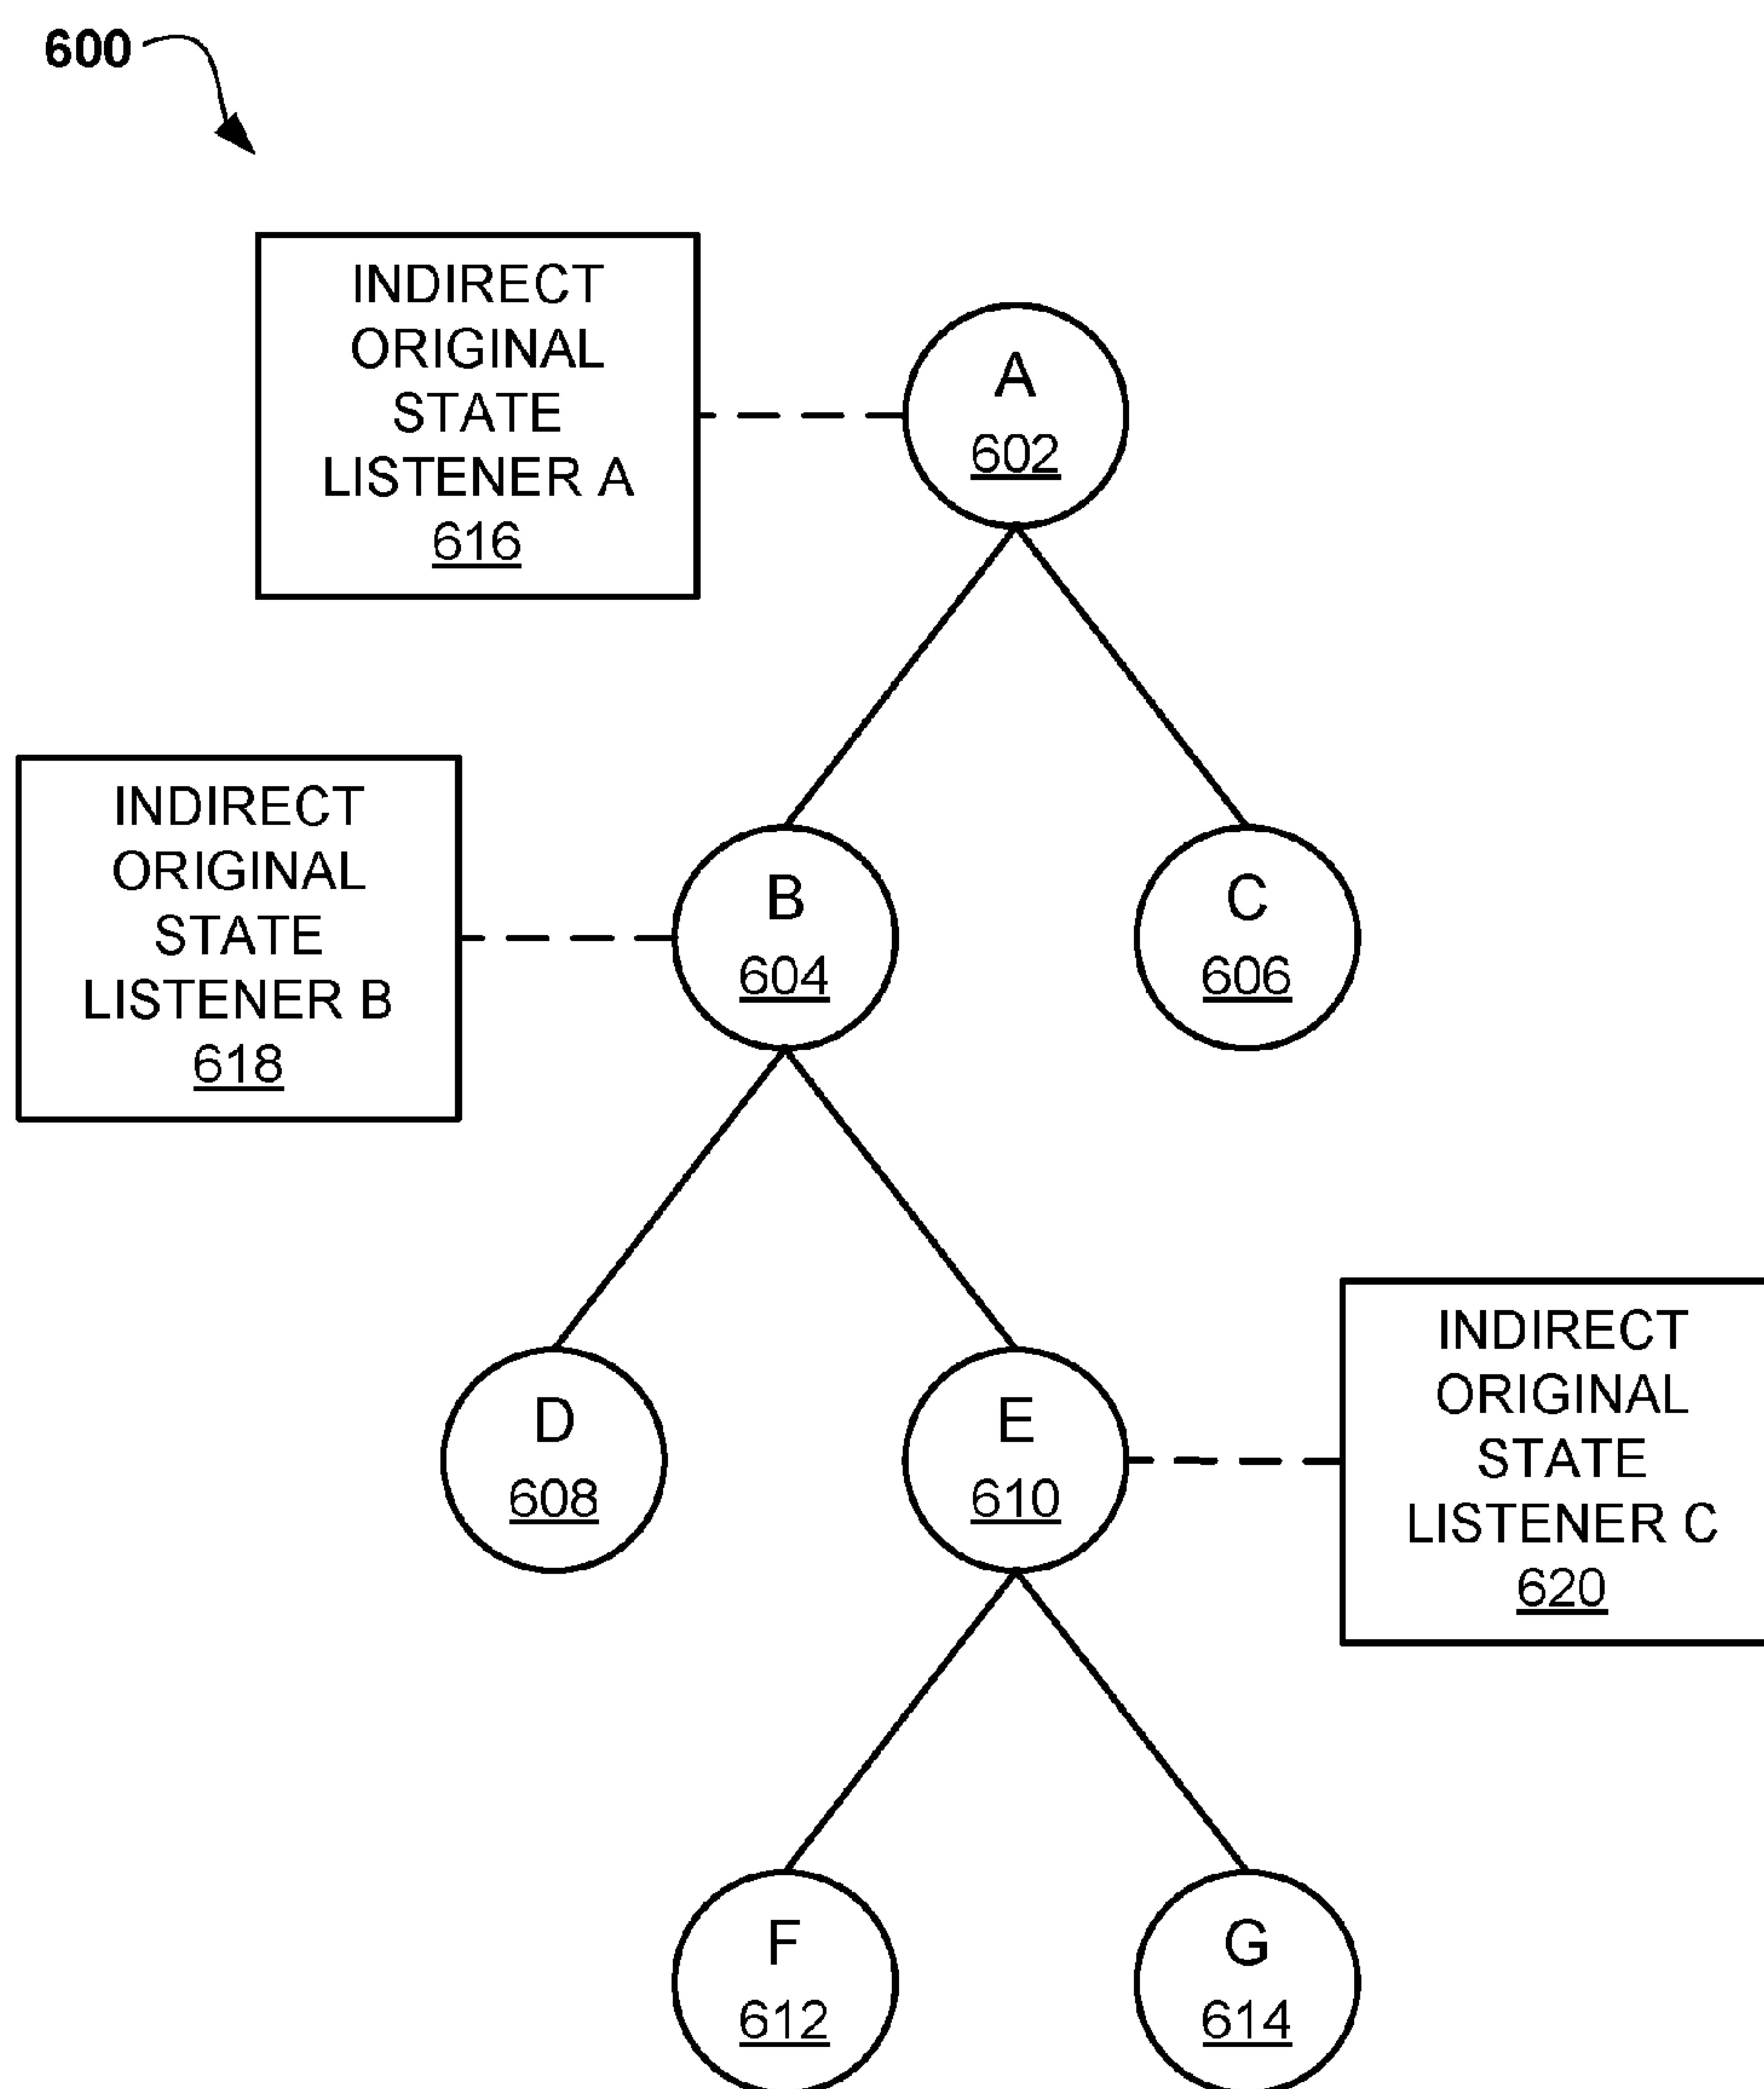 600
INDIRECT
ORIGINAL
STATE
LISTENER A
616
A
602
INDIRECT
ORIGINAL
STATE
LISTENER B
618
B
604
C
606
D
608
E
610
INDIRECT
ORIGINAL
STATE
LISTENER C
620
F
612
G
614